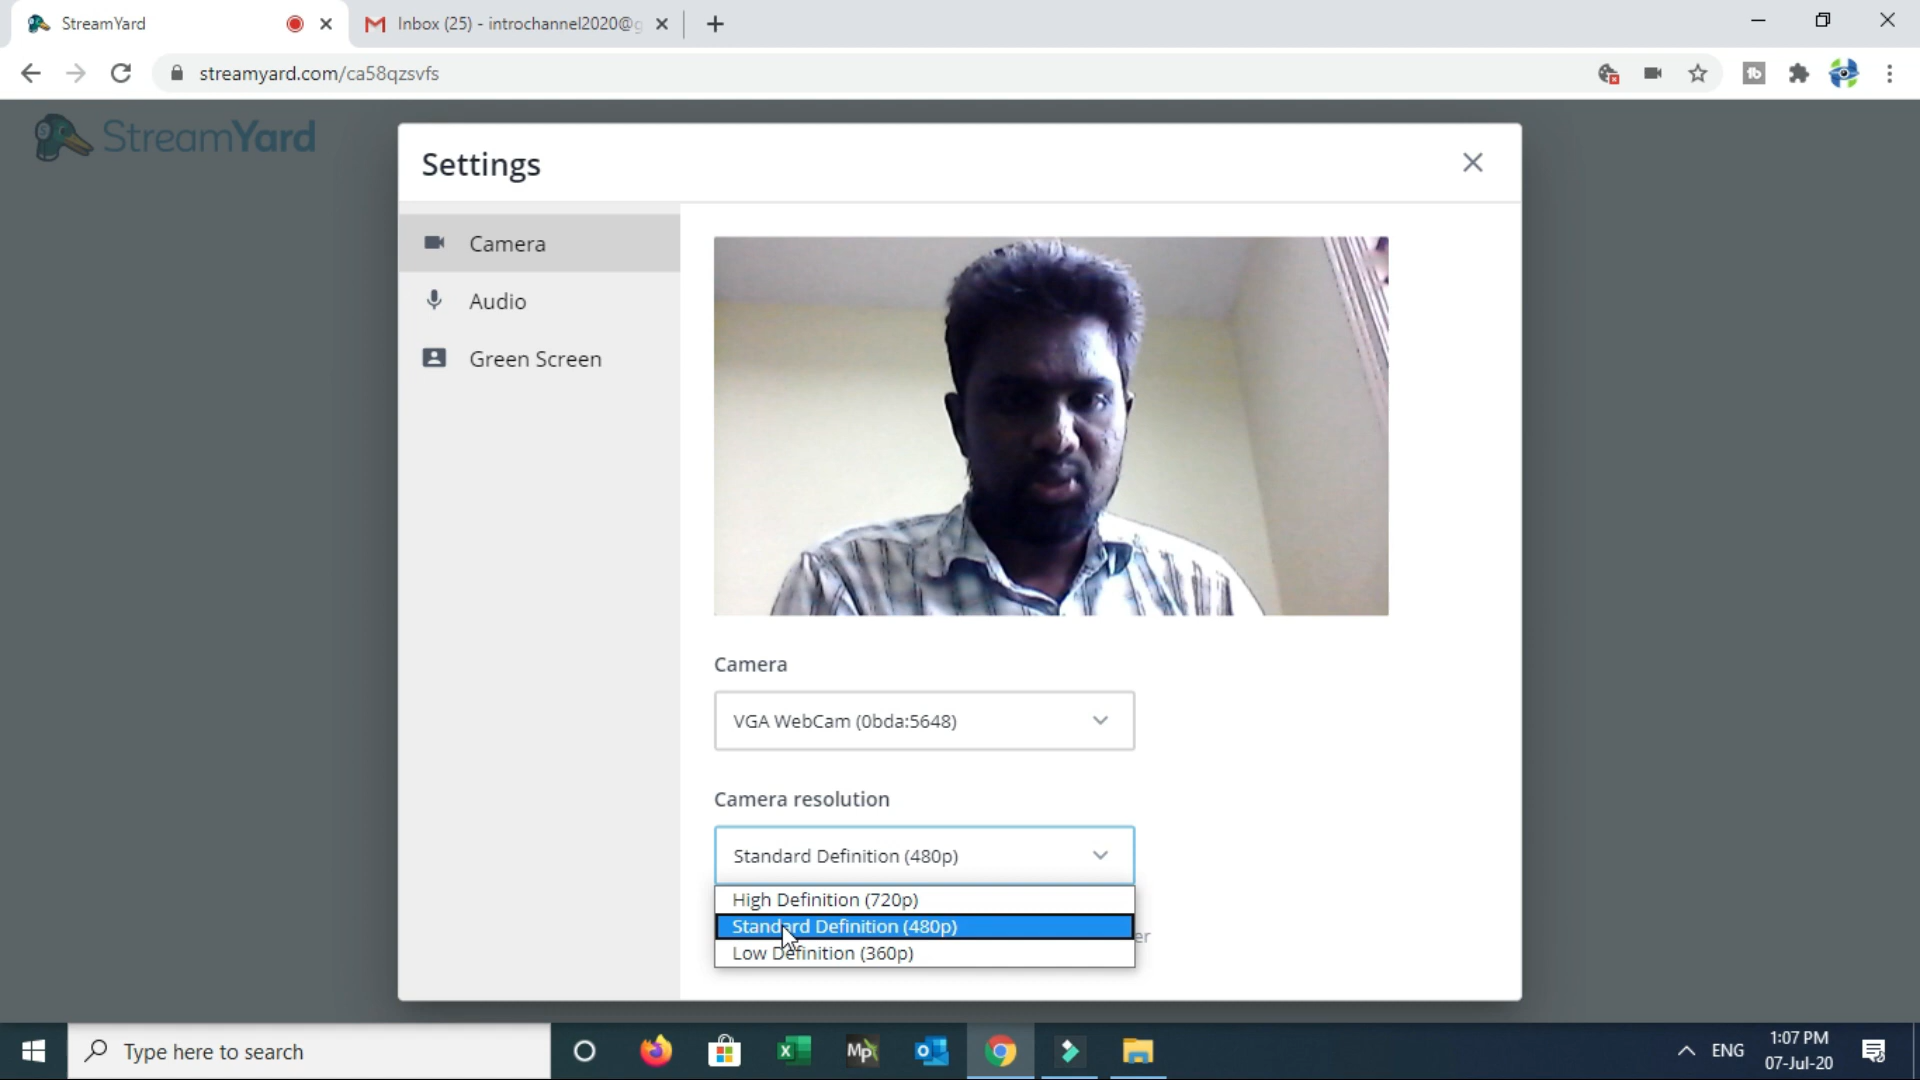 StreamYard
Inbox (25) - introchannel2020@g
streamyard.com/ca58qzsvfs
StreamYard
Settings
Camera
Audio
Green Screen
Camera
VGA WebCam (0bda:5648)
Camera resolution
Standard Definition (480p)
High Definition (720p)
Standard Definition (480p)
Low Definition (360p)
Type here to search
ENG
1:07 PM
07-Jul-20